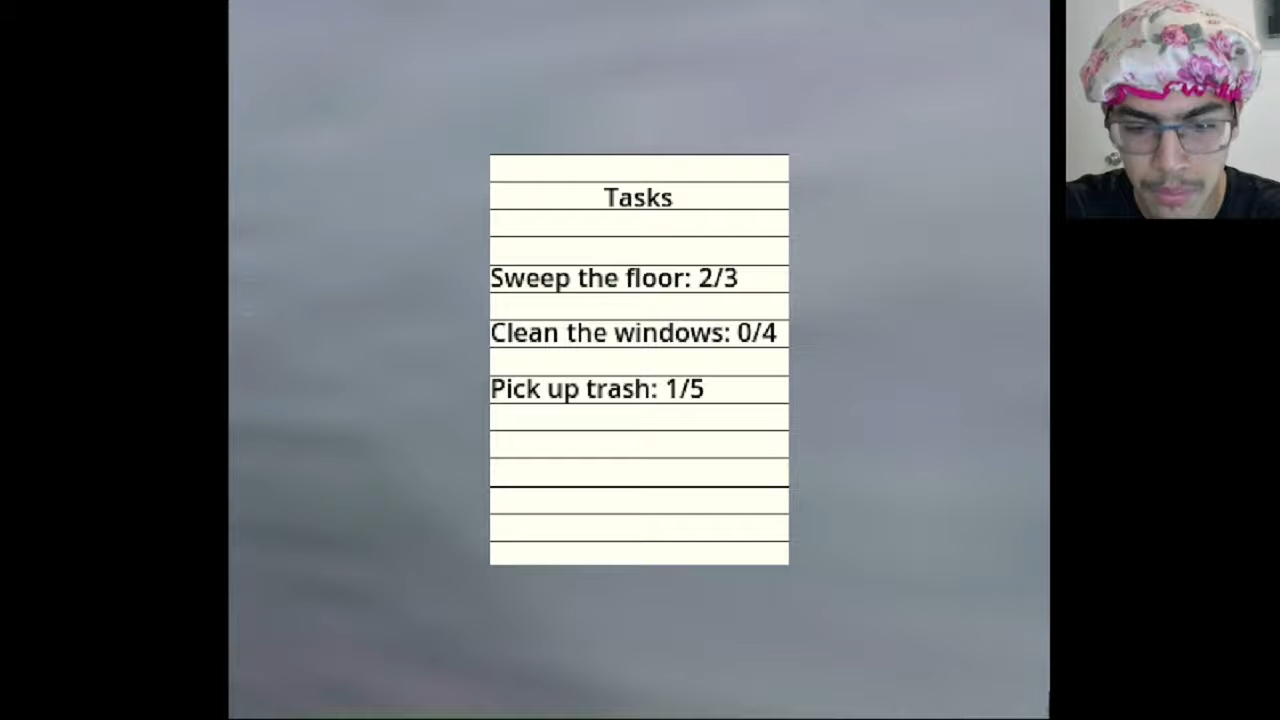 Tasks
Sweep the floor: 2/3
Clean the windows: 0/4
Pick up trash: 1/5